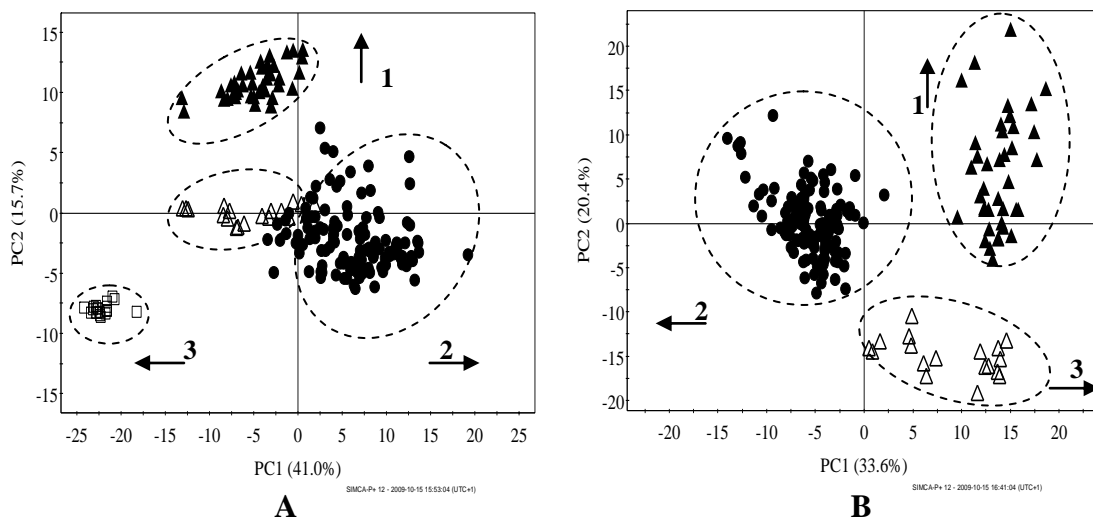 15
10
5
0
-5
-10
-15
PC2 (15.7%)
1
2
3
-25 -20 -15 -10 -5 0 5 10 15 20 25
PC1 (41.0%)
SIMCA-P+ 12 - 2009-10-15 15:53:04 (UTC+1)
A
20
15
10
5
0
-5
-10
-15
-20
PC2 (20.4%)
1
2
3
-20 -15 -10 -5 0 5 10 15 20
PC1 (33.6%)
SIMCA-P+ 12 - 2009-10-15 16:41:04 (UTC+1)
B